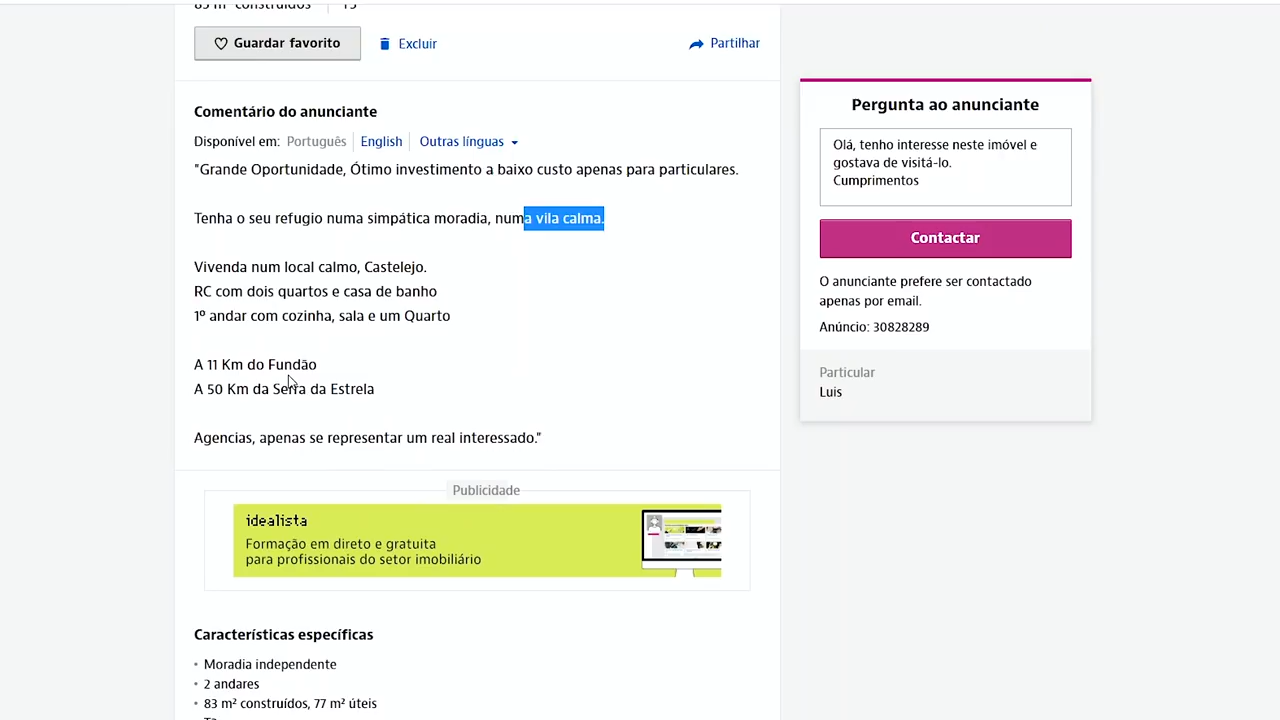 83 m² construídos T3
Guardar favorito Excluir Partilhar
Comentário do anunciante
Disponível em: Português English Outras línguas
"Grande Oportunidade, Ótimo investimento a baixo custo apenas para particulares.
Tenha o seu refugio numa simpática moradia, numa vila calma.
Vivenda num local calmo, Castelejo.
RC com dois quartos e casa de banho
1º andar com cozinha, sala e um Quarto
A 11 Km do Fundão
A 50 Km da Serra da Estrela
Agencias, apenas se representar um real interessado."
Publicidade
idealista
Formação em direto e gratuita
para profissionais do setor imobiliário
Características específicas
• Moradia independente
• 2 andares
• 83 m² construídos, 77 m² úteis
Pergunta ao anunciante
Olá, tenho interesse neste imóvel e
gostava de visitá-lo.
Cumprimentos
Contactar
O anunciante prefere ser contactado
apenas por email.
Anúncio: 30828289
Particular
Luis